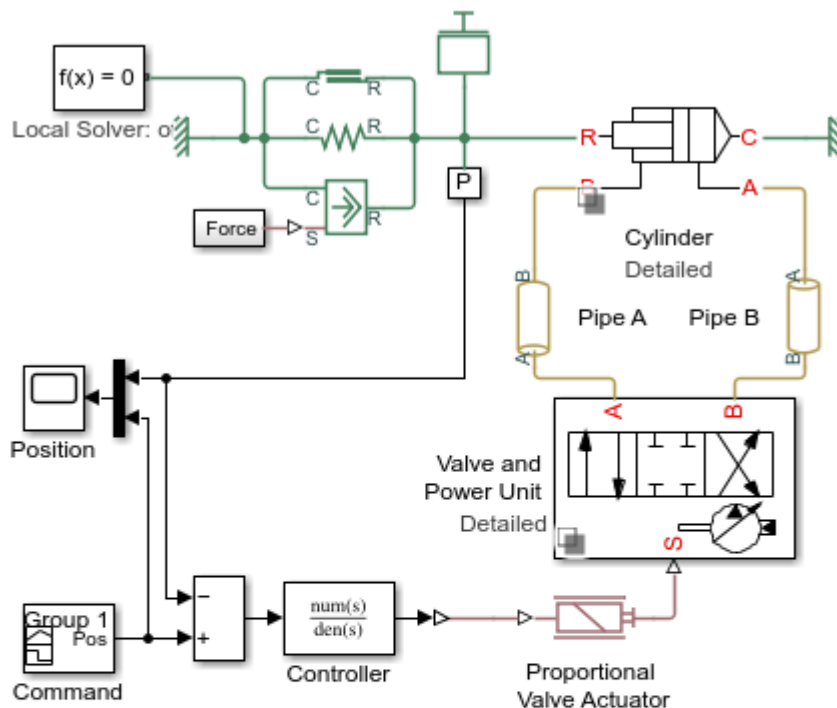 f(x) = 0
Local Solver: o
C R
C R
C
R
S
Force
P
R
C
A
Cylinder
Detailed
B
A
Pipe A
Pipe B
A
B
A
B
Valve and
Power Unit
Detailed
S
Position
Group 1
Pos
Command
−
+
num(s)
den(s)
Controller
Proportional
Valve Actuator